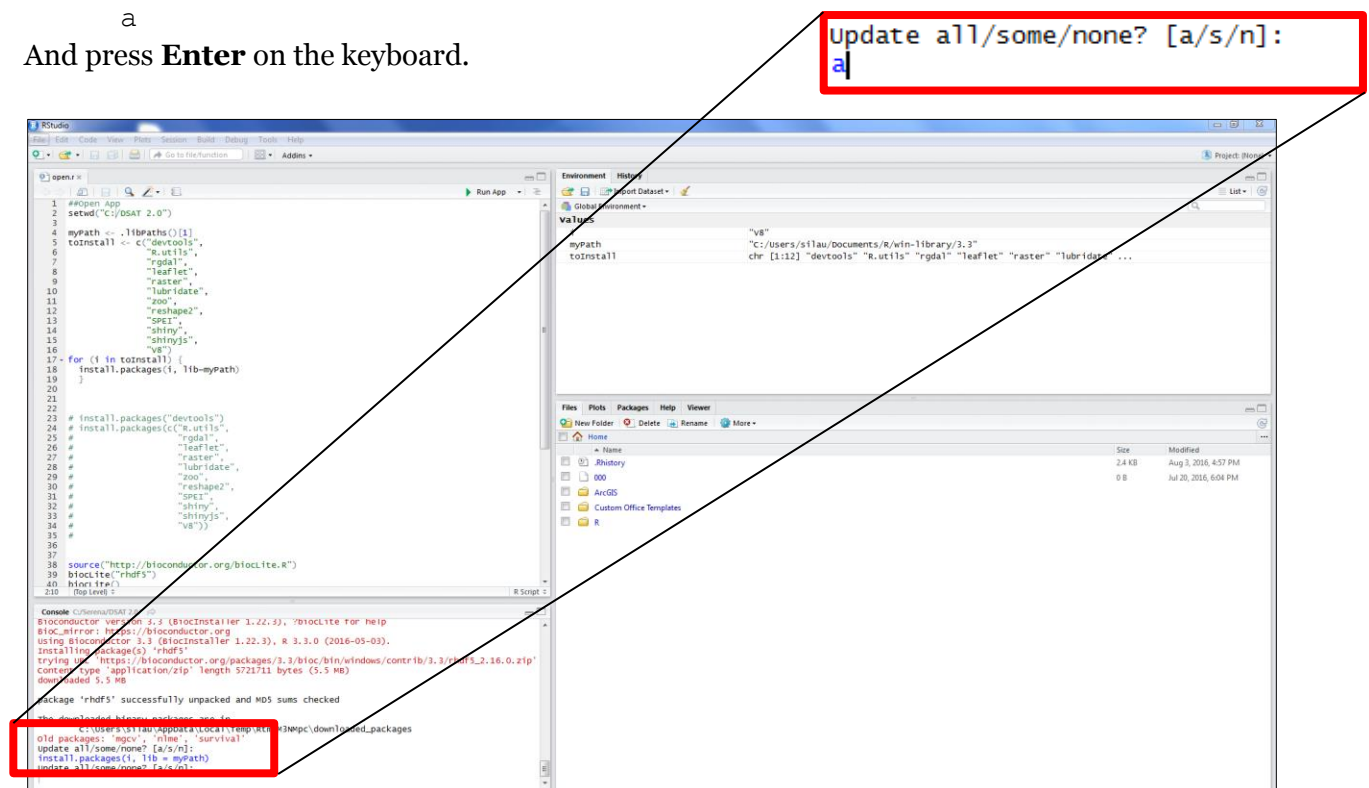 a
And press Enter on the keyboard.
Update all/some/none? [a/s/n]:
a
RStudio
File Edit Code View Plots Session Build Debug Tools Help
Go to file/function Addins
Project: (None)
open.r
Run App
1 ##Open App
2 setwd("C:/DSAT 2.0")
3
4 myPath <- .libPaths()[1]
5 toInstall <- c("devtools",
6 "R.utils",
7 "rgdal",
8 "leaflet",
9 "raster",
10 "lubridate",
11 "zoo",
12 "reshape2",
13 "SPEI",
14 "shiny",
15 "shinyjs",
16 "V8")
17 for (i in toInstall) {
18 install.packages(i, lib=myPath)
19 }
20
21
22
23 # install.packages("devtools")
24 # install.packages(c("R.utils",
25 # "rgdal",
26 # "leaflet",
27 # "raster",
28 # "lubridate",
29 # "zoo",
30 # "reshape2",
31 # "SPEI",
32 # "shiny",
33 # "shinyjs",
34 # "V8"))
35 #
36
37
38 source("http://bioconductor.org/biocLite.R")
39 biocLite("rhdf5")
40 biocLite()
2:10 (Top Level) R Script
Environment History
Import Dataset List
Global Environment
Values
"V8"
myPath "C:/Users/silau/Documents/R/win-library/3.3"
toInstall chr [1:12] "devtools" "R.utils" "rgdal" "leaflet" "raster" "lubridate" ...
Files Plots Packages Help Viewer
New Folder Delete Rename More
Home
Name Size Modified
.Rhistory 2.4 KB Aug 3, 2016, 4:57 PM
000 0 B Jul 20, 2016, 6:04 PM
ArcGIS
Custom Office Templates
R
Console C:/Serena/DSAT 2.0/
Bioconductor version 3.3 (BiocInstaller 1.22.3), ?biocLite for help
BioC_mirror: https://bioconductor.org
Using Bioconductor 3.3 (BiocInstaller 1.22.3), R 3.3.0 (2016-05-03).
Installing package(s) 'rhdf5'
trying URL 'https://bioconductor.org/packages/3.3/bioc/bin/windows/contrib/3.3/rhdf5_2.16.0.zip'
Content type 'application/zip' length 5721711 bytes (5.5 MB)
downloaded 5.5 MB
package 'rhdf5' successfully unpacked and MD5 sums checked
The downloaded binary packages are in
Old packages: 'mgcv', 'nlme', 'survival'
Update all/some/none? [a/s/n]:
install.packages(i, lib = myPath)
Update all/some/none? [a/s/n]: